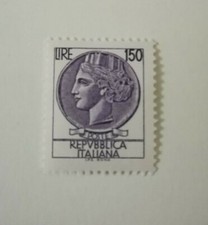 LIRE 150
POSTE
REPVBBLICA
ITALIANA